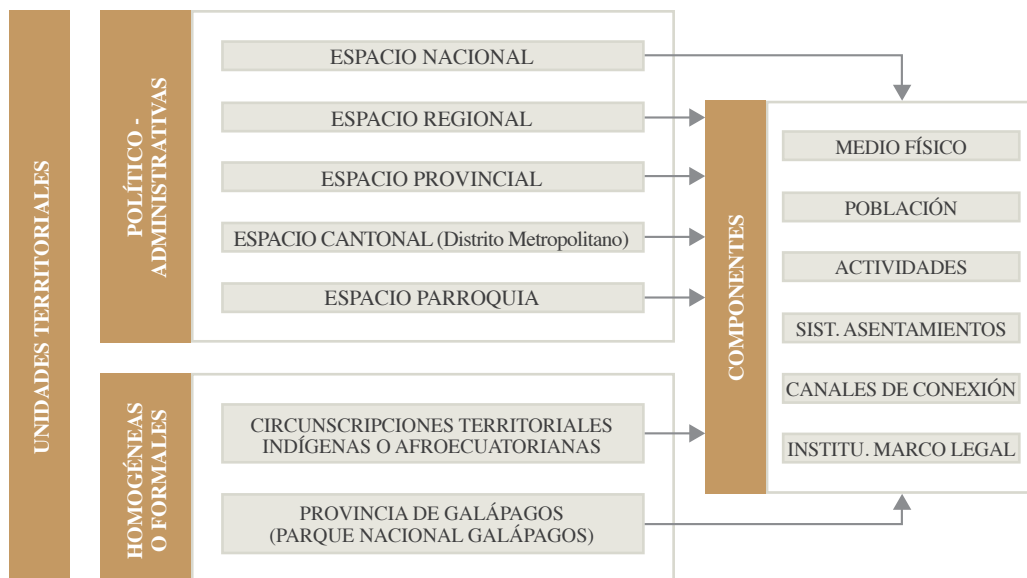 UNIDADES TERRITORIALES
POLÍTICO -
ADMINISTRATIVAS
ESPACIO NACIONAL
ESPACIO REGIONAL
ESPACIO PROVINCIAL
ESPACIO CANTONAL (Distrito Metropolitano)
ESPACIO PARROQUIA
HOMOGÉNEAS
O FORMALES
CIRCUNSCRIPCIONES TERRITORIALES
INDÍGENAS O AFROECUATORIANAS
PROVINCIA DE GALÁPAGOS
(PARQUE NACIONAL GALÁPAGOS)
COMPONENTES
MEDIO FÍSICO
POBLACIÓN
ACTIVIDADES
SIST. ASENTAMIENTOS
CANALES DE CONEXIÓN
INSTITU. MARCO LEGAL